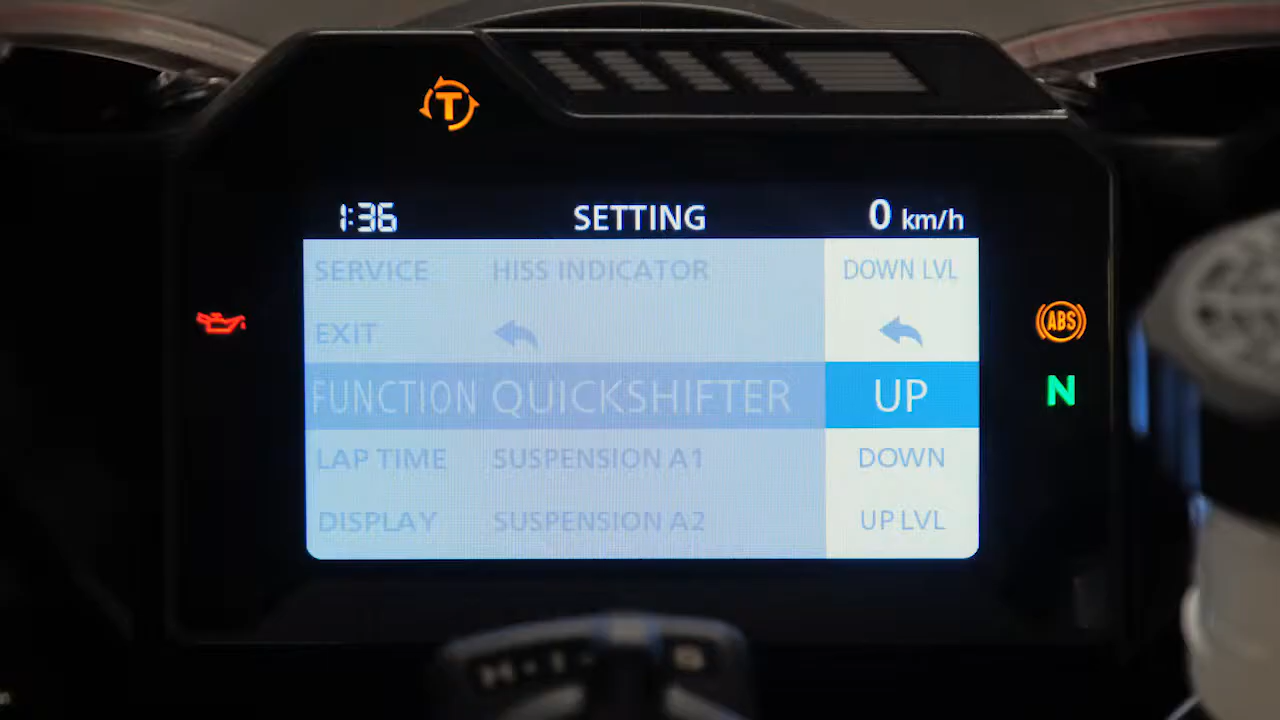 T
1:36 SETTING 0 km/h
SERVICE HISS INDICATOR DOWN LVL
EXIT
ABS
FUNCTION QUICKSHIFTER UP
N
LAP TIME SUSPENSION A1 DOWN
DISPLAY SUSPENSION A2 UP LVL